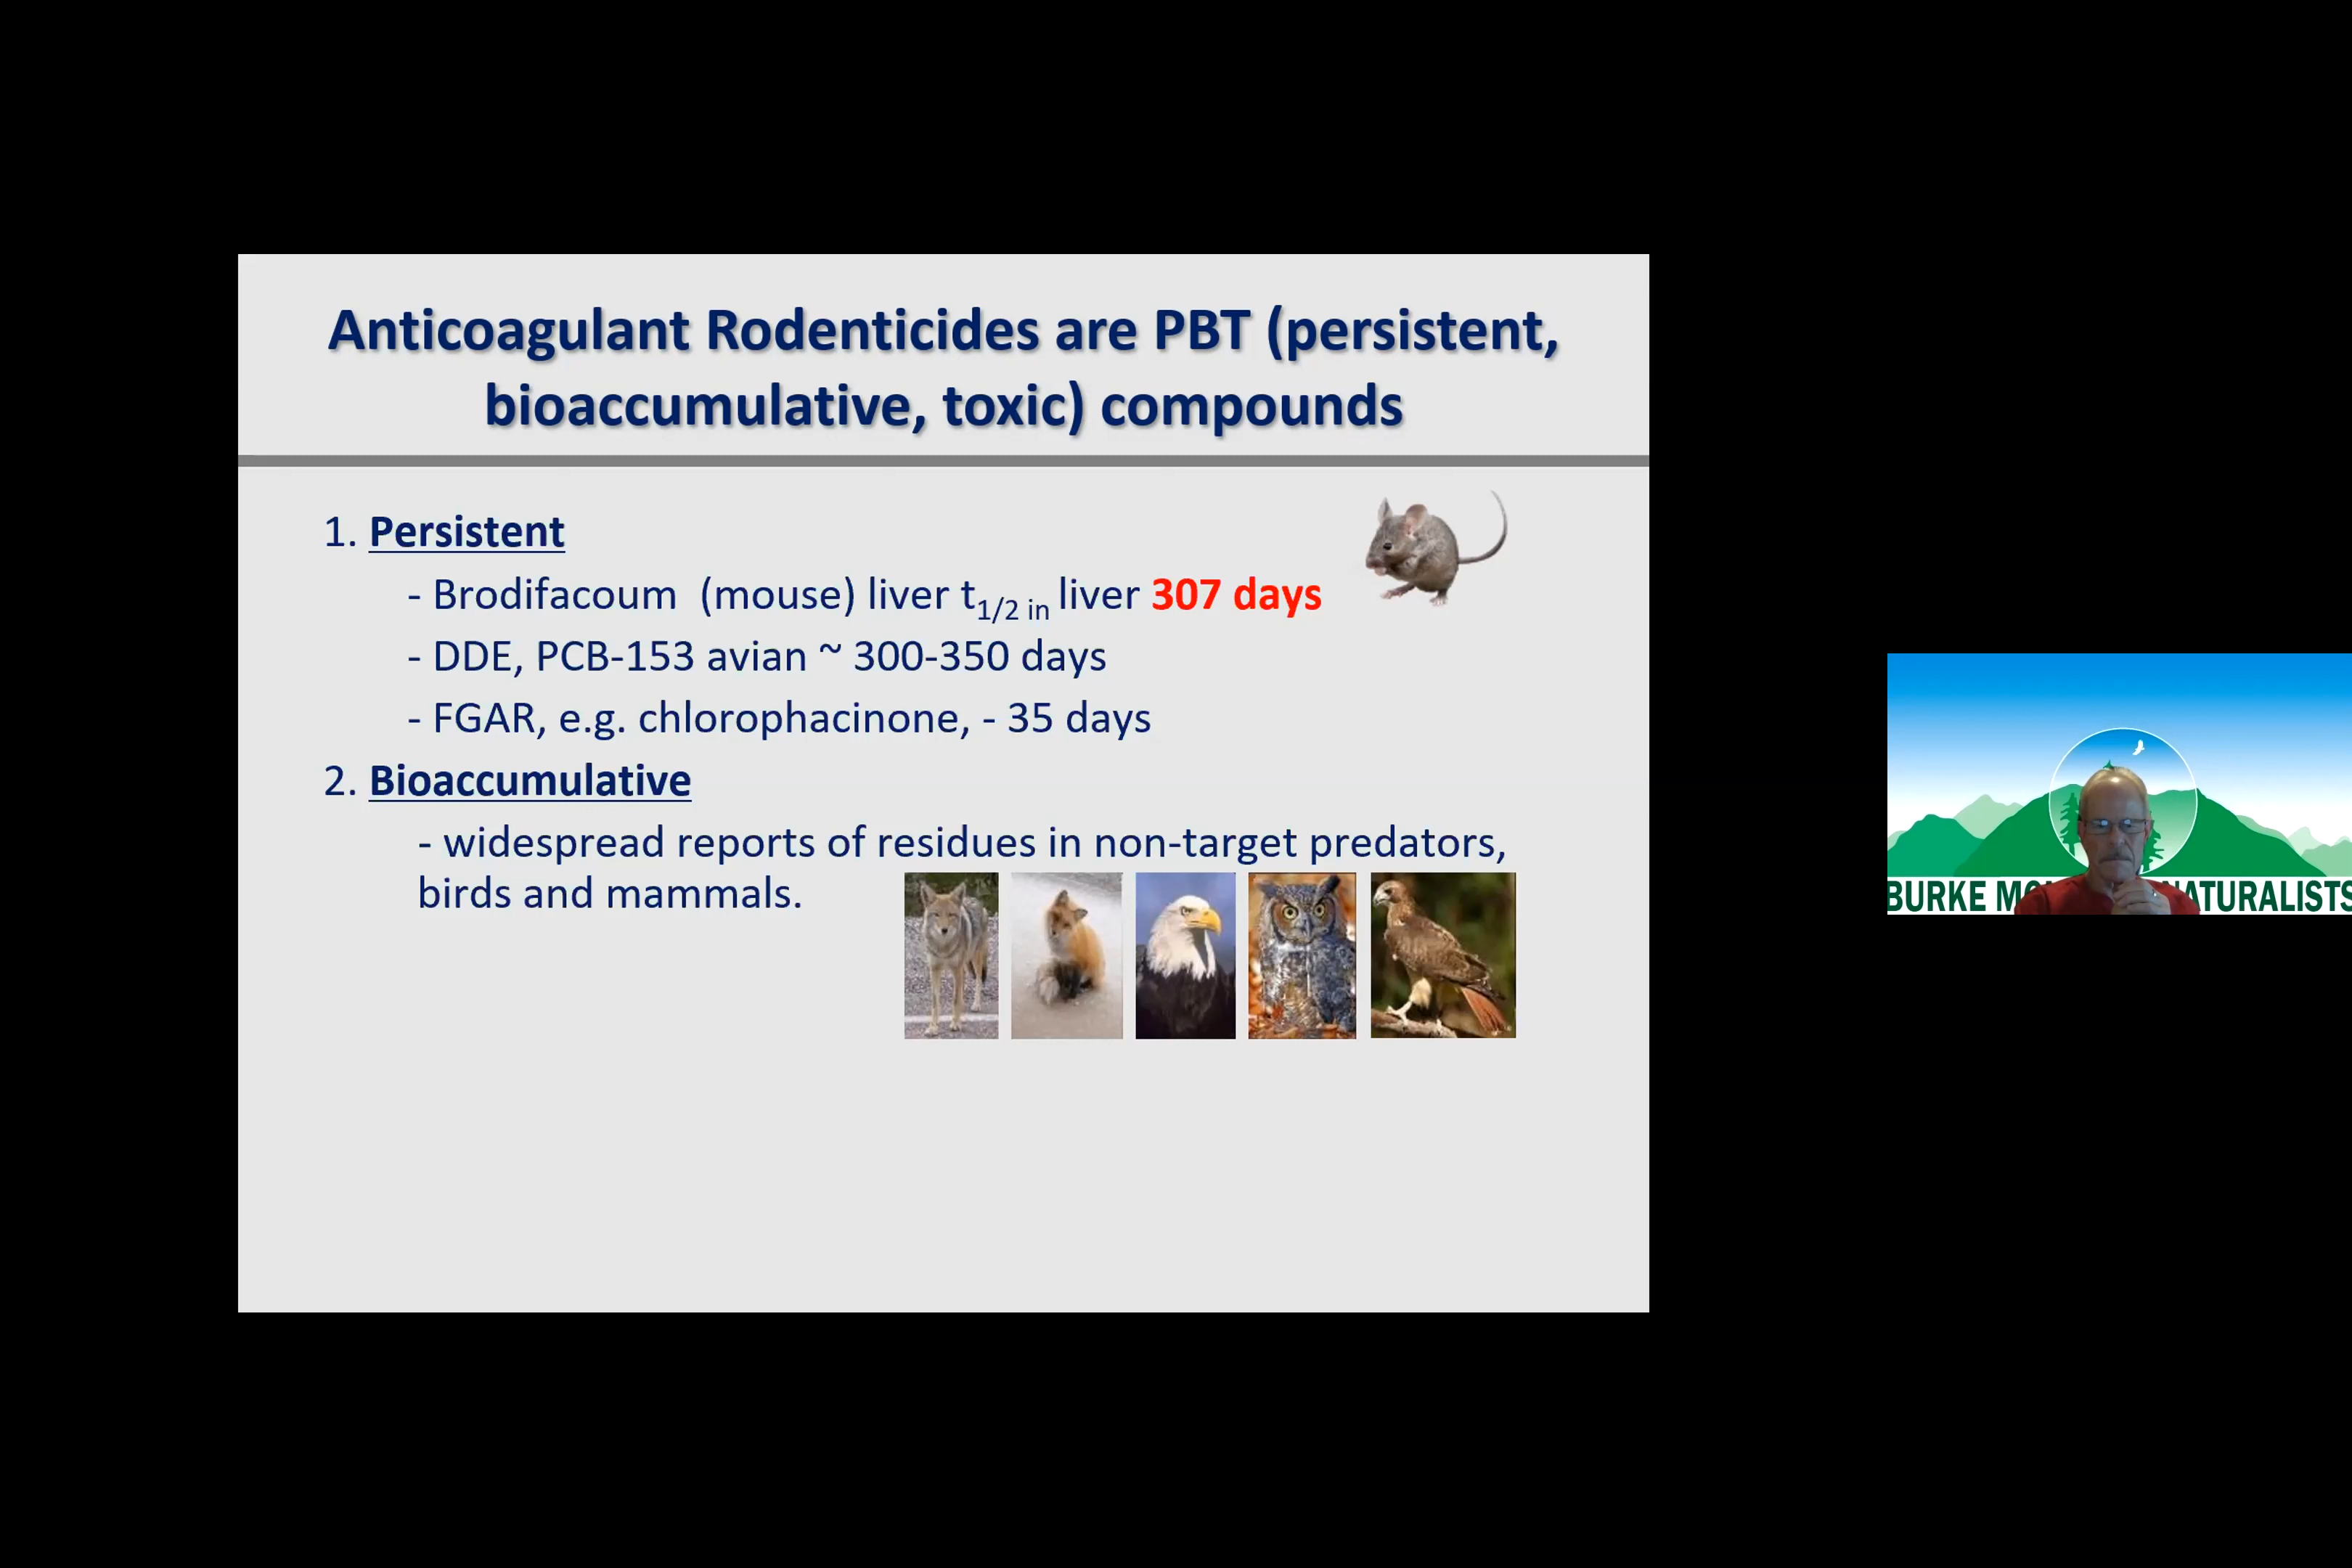 Anticoagulant Rodenticides are PBT (persistent,
bioaccumulative, toxic) compounds
1. Persistent
- Brodifacoum (mouse) liver t1/2 in liver 307 days
- DDE, PCB-153 avian ~ 300-350 days
- FGAR, e.g. chlorophacinone, - 35 days
2. Bioaccumulative
- widespread reports of residues in non-target predators,
birds and mammals.
BURKE